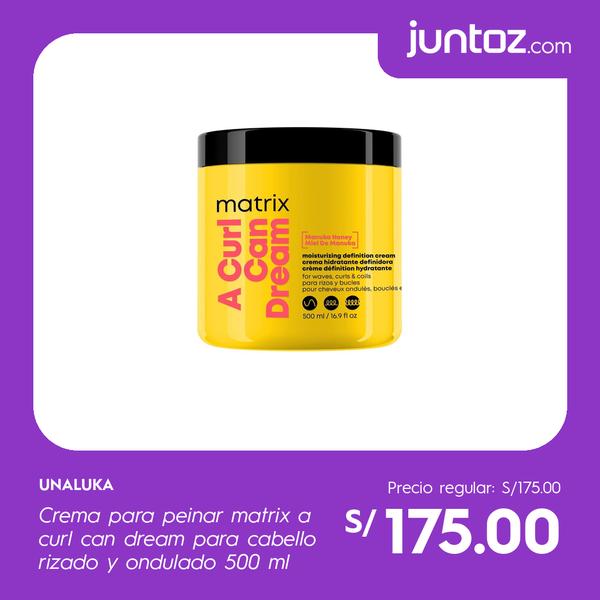 juntoz.com
matrix
A Curl
Can
Dream
Manuka Honey
Miel De Manuka
moisturizing definition cream
crema hidratante definidora
crème définition hydratante
for waves, curls & coils
para rizos y bucles
pour cheveux ondulés, bouclés e
500 ml / 16.9 fl oz
UNALUKA
Crema para peinar matrix a
curl can dream para cabello
rizado y ondulado 500 ml
Precio regular: S/175.00
S/ 175.00